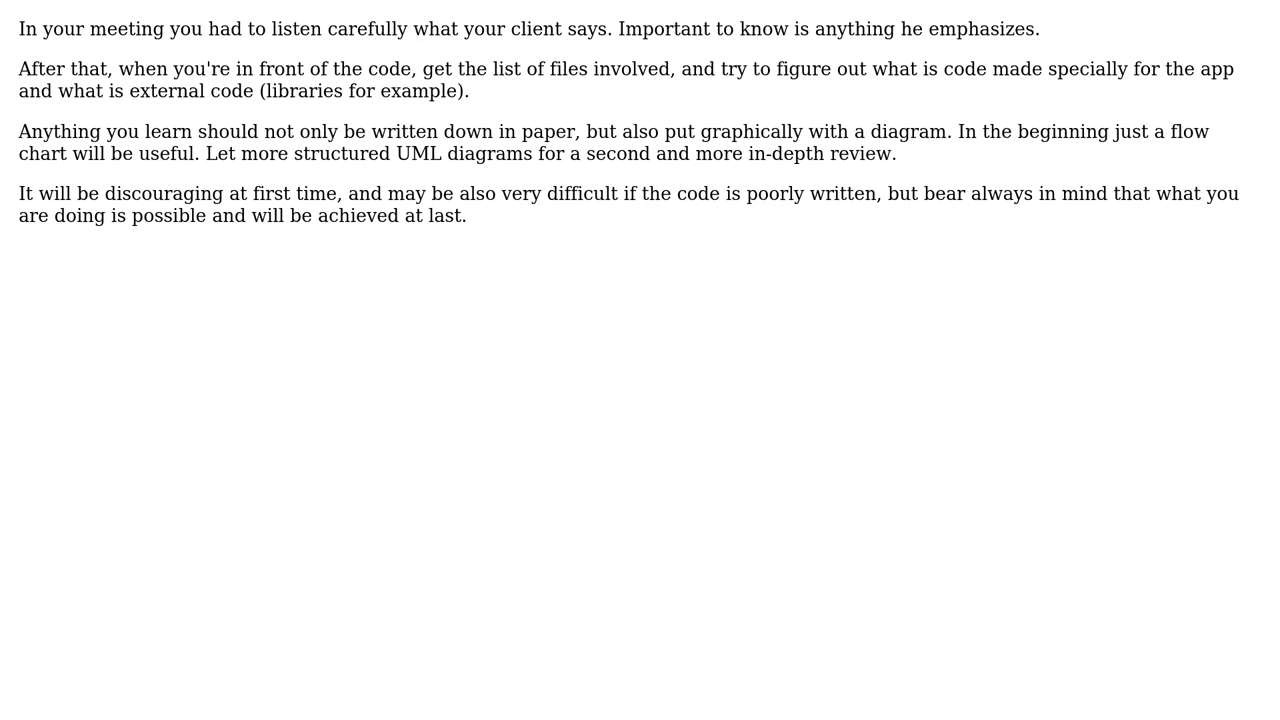 In your meeting you had to listen carefully what your client says. Important to know is anything he emphasizes.
After that, when you're in front of the code, get the list of files involved, and try to figure out what is code made specially for the app
and what is external code (libraries for example).
Anything you learn should not only be written down in paper, but also put graphically with a diagram. In the beginning just a flow
chart will be useful. Let more structured UML diagrams for a second and more in-depth review.
It will be discouraging at first time, and may be also very difficult if the code is poorly written, but bear always in mind that what you
are doing is possible and will be achieved at last.